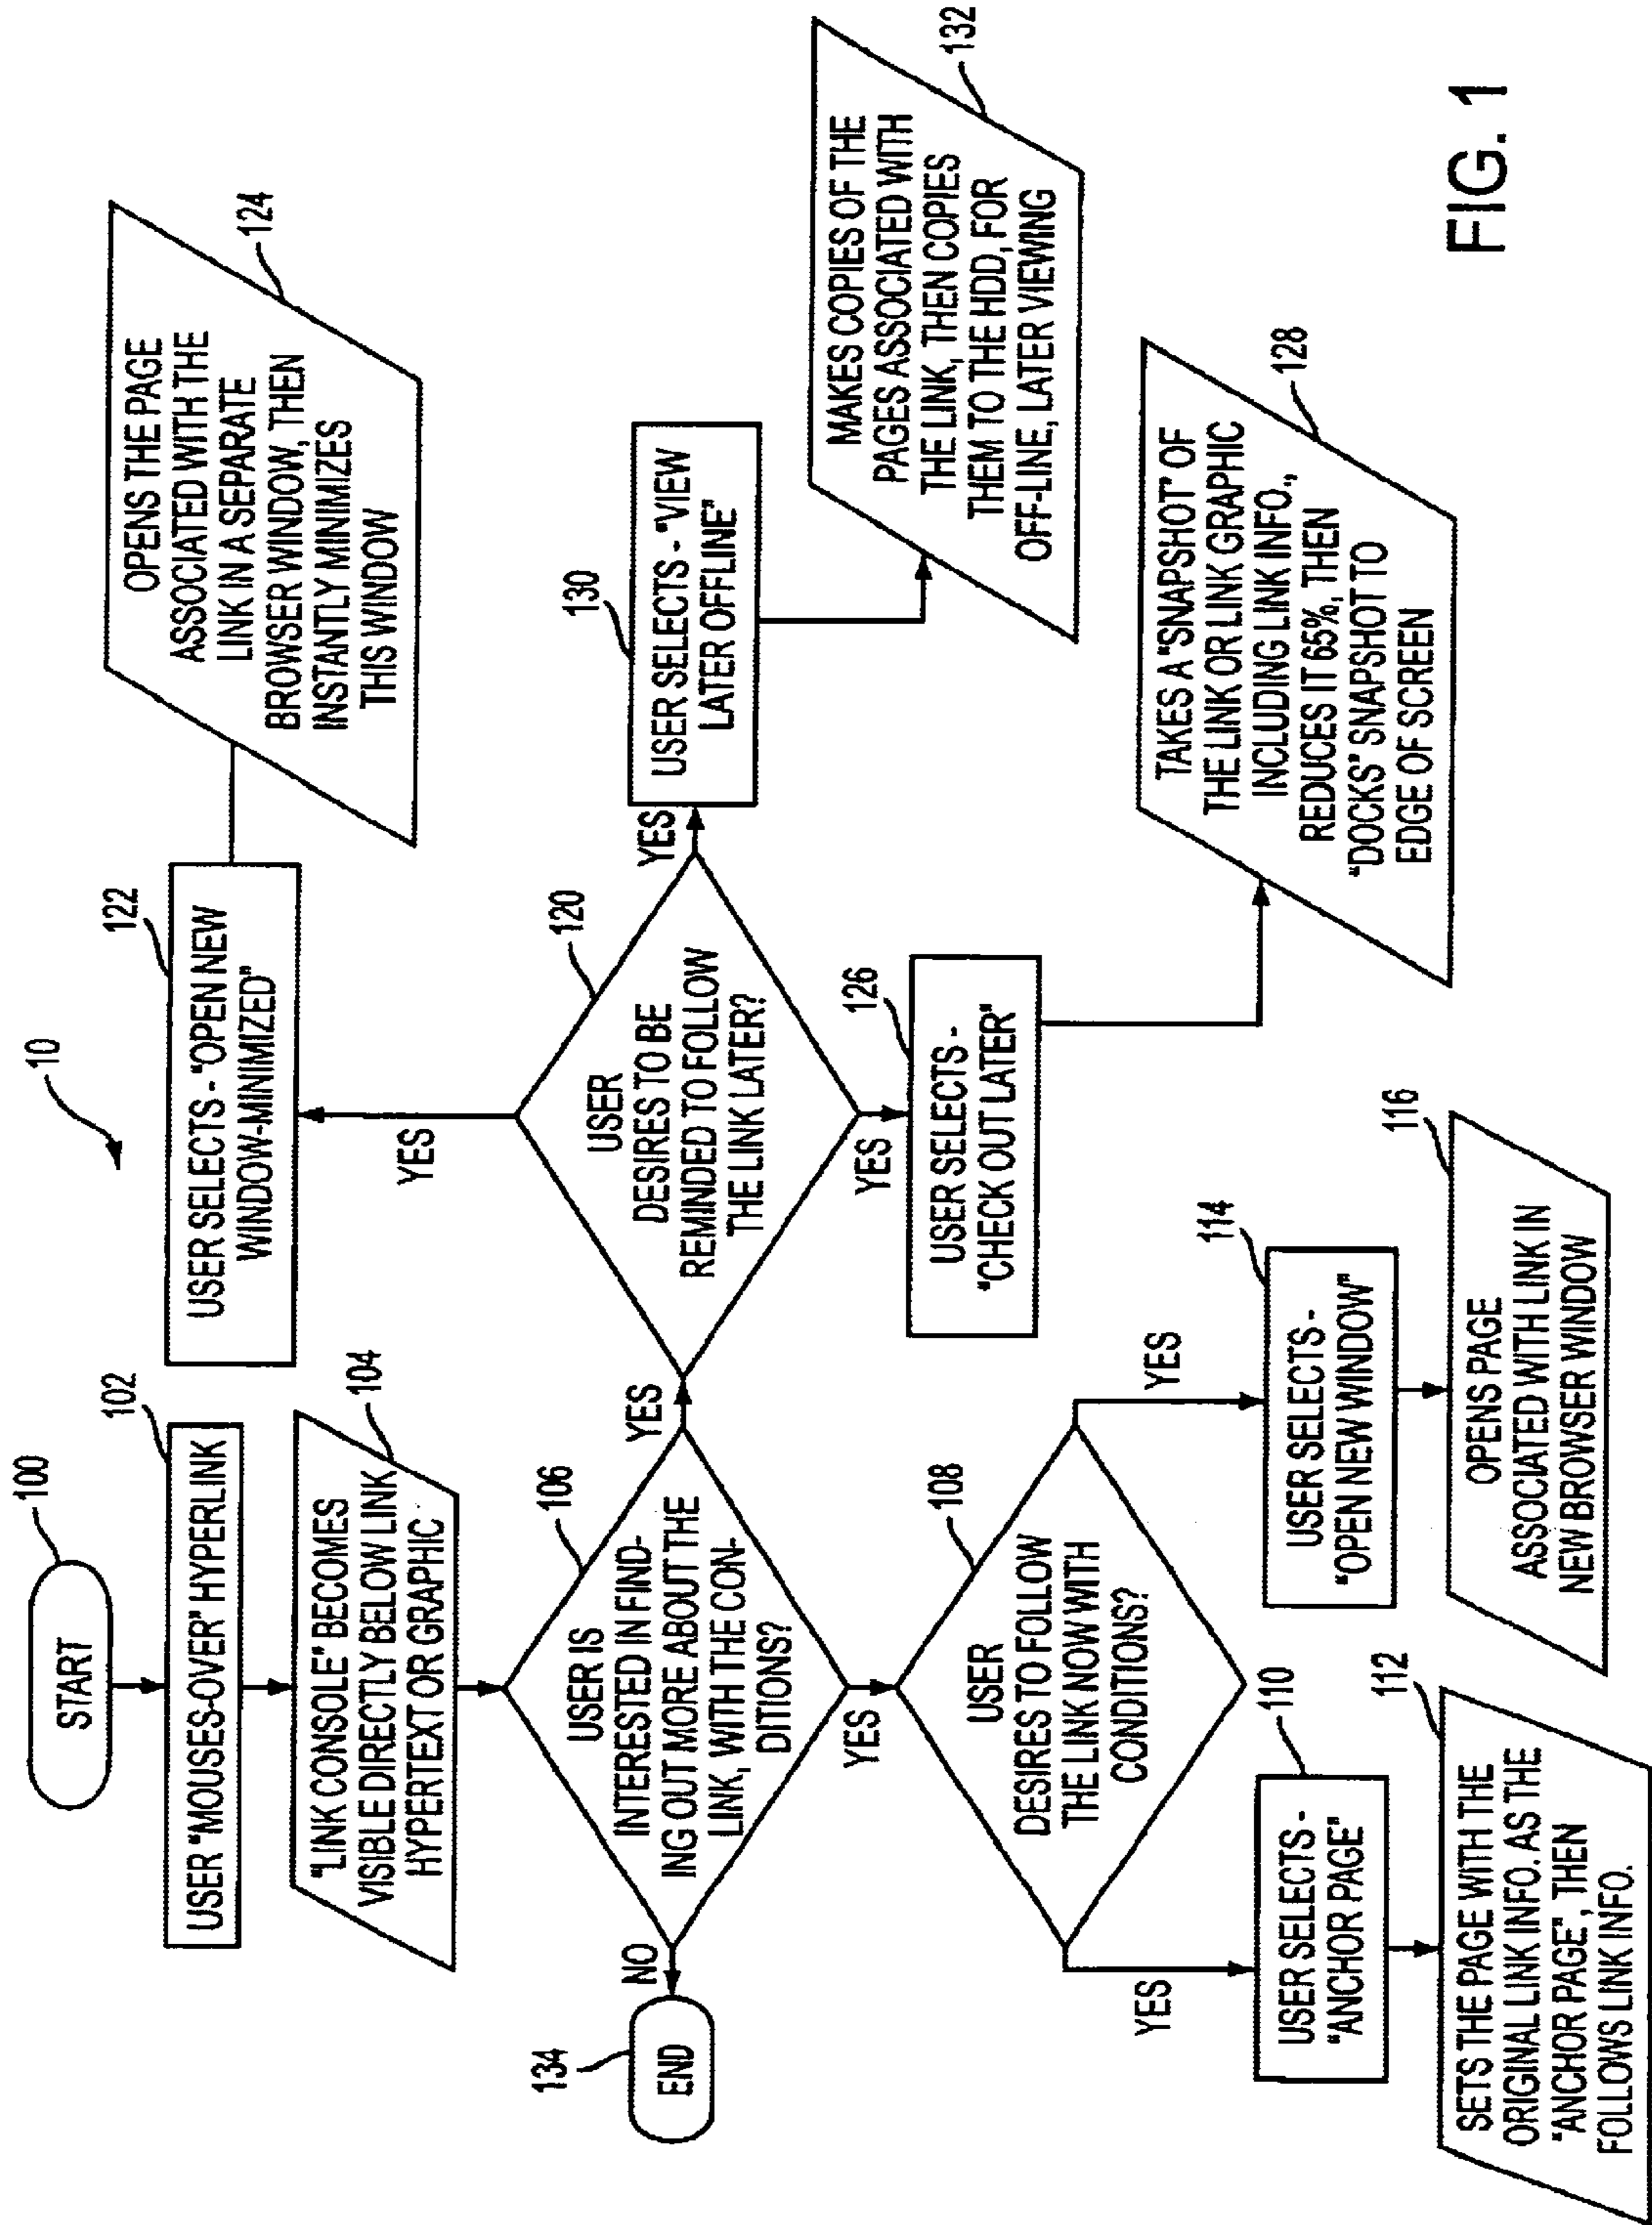 10
100
START
102
USER "MOUSES-OVER" HYPERLINK
104
"LINK CONSOLE" BECOMES
VISIBLE DIRECTLY BELOW LINK
HYPERTEXT OR GRAPHIC
106
USER IS
INTERESTED IN FIND-
ING OUT MORE ABOUT THE
LINK, WITH THE CON-
DITIONS?
NO
134
END
YES
YES
108
USER
DESIRES TO FOLLOW
THE LINK NOW WITH
CONDITIONS?
YES
110
USER SELECTS-
"ANCHOR PAGE"
112
SETS THE PAGE WITH THE
ORIGINAL LINK INFO. AS THE
"ANCHOR PAGE", THEN
FOLLOWS LINK INFO.
YES
114
USER SELECTS -
"OPEN NEW WINDOW"
116
OPENS PAGE
ASSOCIATED WITH LINK IN
NEW BROWSER WINDOW
120
USER
DESIRES TO BE
REMINDED TO FOLLOW
THE LINK LATER?
YES
122
USER SELECTS - "OPEN NEW
WINDOW-MINIMIZED"
124
OPENS THE PAGE
ASSOCIATED WITH THE
LINK IN A SEPARATE
BROWSER WINDOW, THEN
INSTANTLY MINIMIZES
THIS WINDOW
YES
126
USER SELECTS -
"CHECK OUT LATER"
128
TAKES A "SNAPSHOT" OF
THE LINK OR LINK GRAPHIC
INCLUDING LINK INFO.,
REDUCES IT 65%, THEN
"DOCKS" SNAPSHOT TO
EDGE OF SCREEN
YES
130
USER SELECTS - "VIEW
LATER OFFLINE"
132
MAKES COPIES OF THE
PAGES ASSOCIATED WITH
THE LINK, THEN COPIES
THEM TO THE HDD, FOR
OFF-LINE, LATER VIEWING
FIG. 1